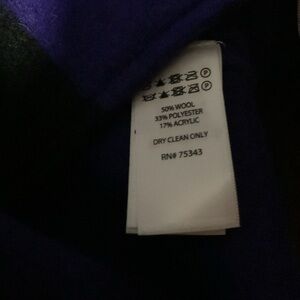 50% WOOL
33% POLYESTER
17% ACRYLIC
DRY CLEAN ONLY
RN# 75343